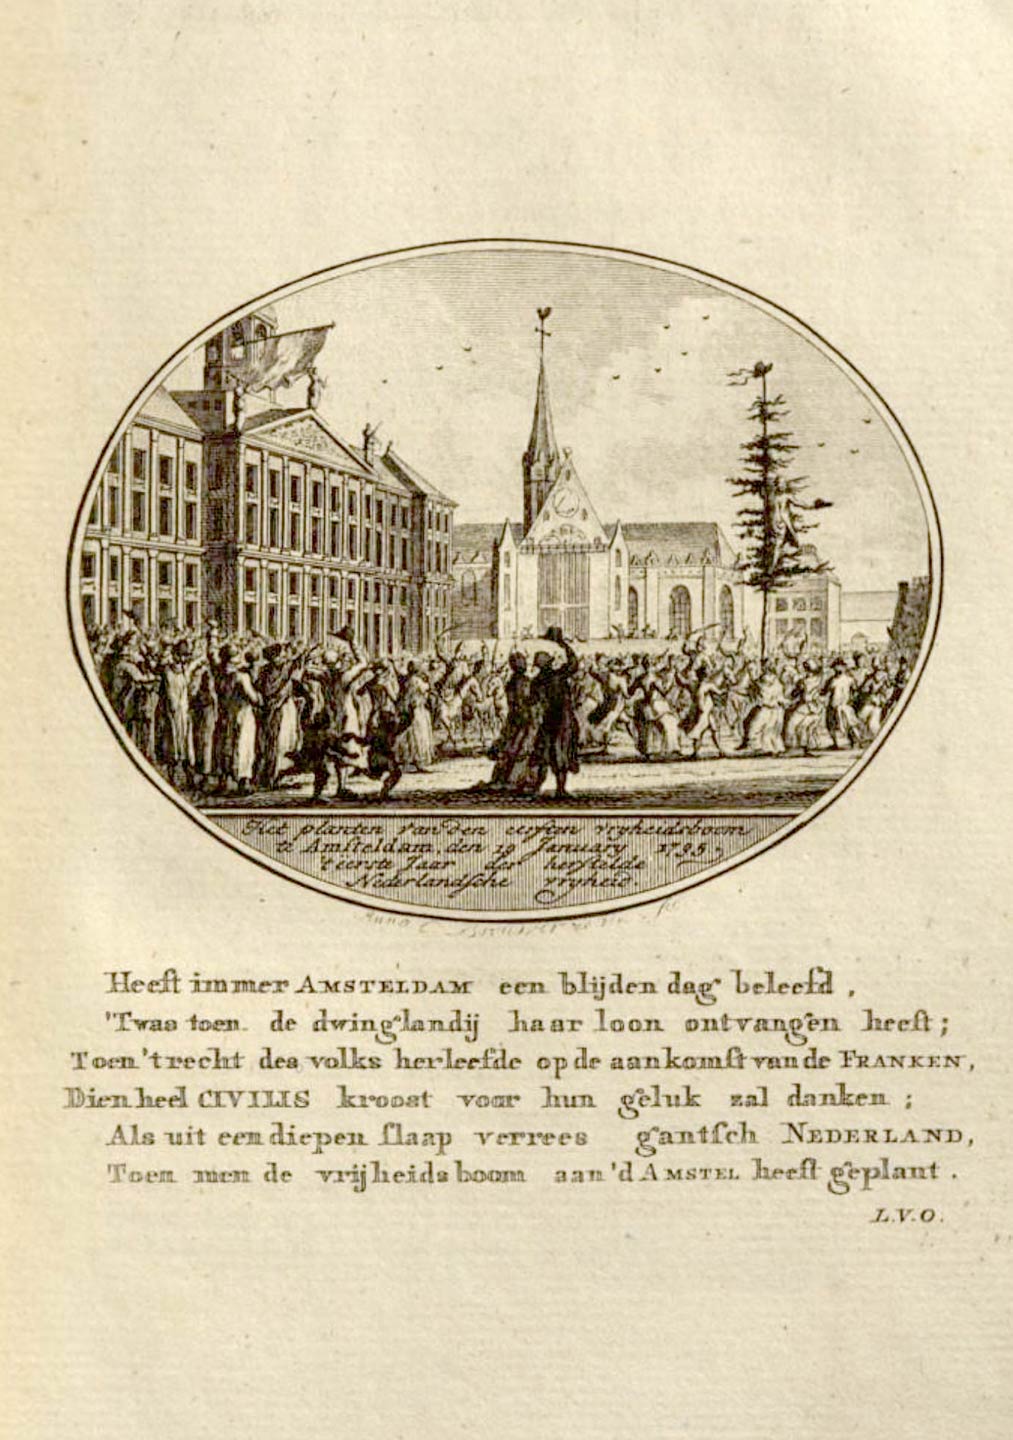 Het planten van den eersten vryheidsboom
te Amsteldam, den 19 January 1795,
't eerste Jaar der herstelde
Nederlandsche vryheid.
Anna C Brouwer
Heeft immer AMSTELDAM een blijden dag beleefd,
'Twas toen de dwinglandij haar loon ontvangen heeft;
Toen 't recht des volks herleefde op de aankomst van de FRANKEN,
Dien heel CIVILIS kroost voor hun geluk zal danken;
Als uit een diepen slaap verrees gantsch NEDERLAND,
Toen men de vrijheidsboom aan 'd AMSTEL heeft geplant.
L.V.O.